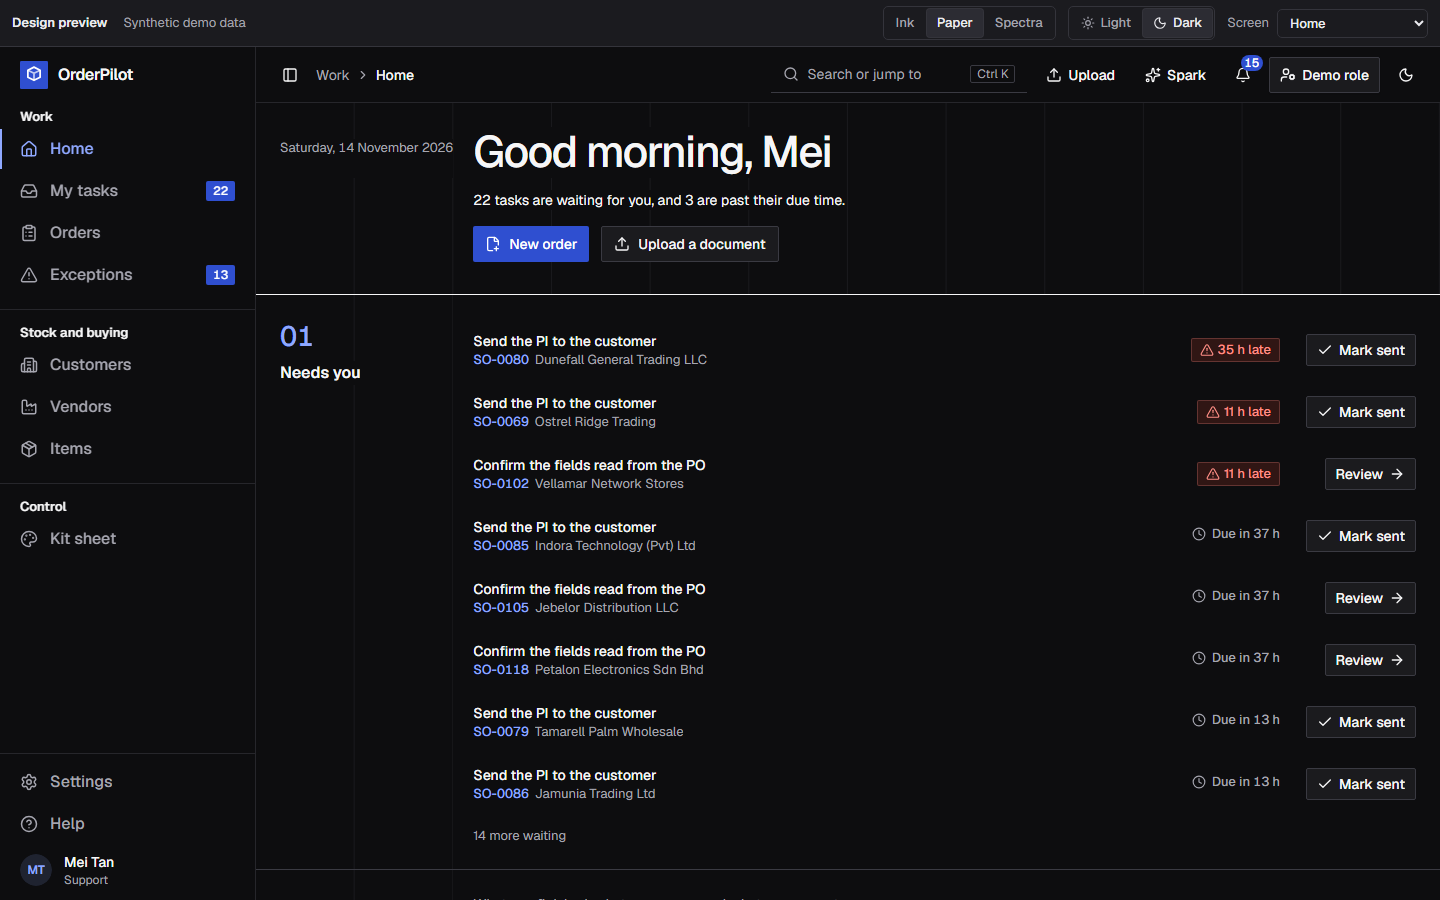 Design preview Synthetic demo data Ink Paper Spectra Light Dark Screen Home
OrderPilot
Work > Home Search or jump to Ctrl K Upload Spark 15 Demo role
Work
Home
My tasks 22
Orders
Exceptions 13
Stock and buying
Customers
Vendors
Items
Control
Kit sheet
Settings
Help
MT Mei Tan
Support
Saturday, 14 November 2026
Good morning, Mei
22 tasks are waiting for you, and 3 are past their due time.
New order Upload a document
01
Needs you
Send the PI to the customer
SO-0080 Dunefall General Trading LLC
35 h late Mark sent
Send the PI to the customer
SO-0069 Ostrel Ridge Trading
11 h late Mark sent
Confirm the fields read from the PO
SO-0102 Vellamar Network Stores
11 h late Review
Send the PI to the customer
SO-0085 Indora Technology (Pvt) Ltd
Due in 37 h Mark sent
Confirm the fields read from the PO
SO-0105 Jebelor Distribution LLC
Due in 37 h Review
Confirm the fields read from the PO
SO-0118 Petalon Electronics Sdn Bhd
Due in 37 h Review
Send the PI to the customer
SO-0079 Tamarell Palm Wholesale
Due in 13 h Mark sent
Send the PI to the customer
SO-0086 Jamunia Trading Ltd
Due in 13 h Mark sent
14 more waiting